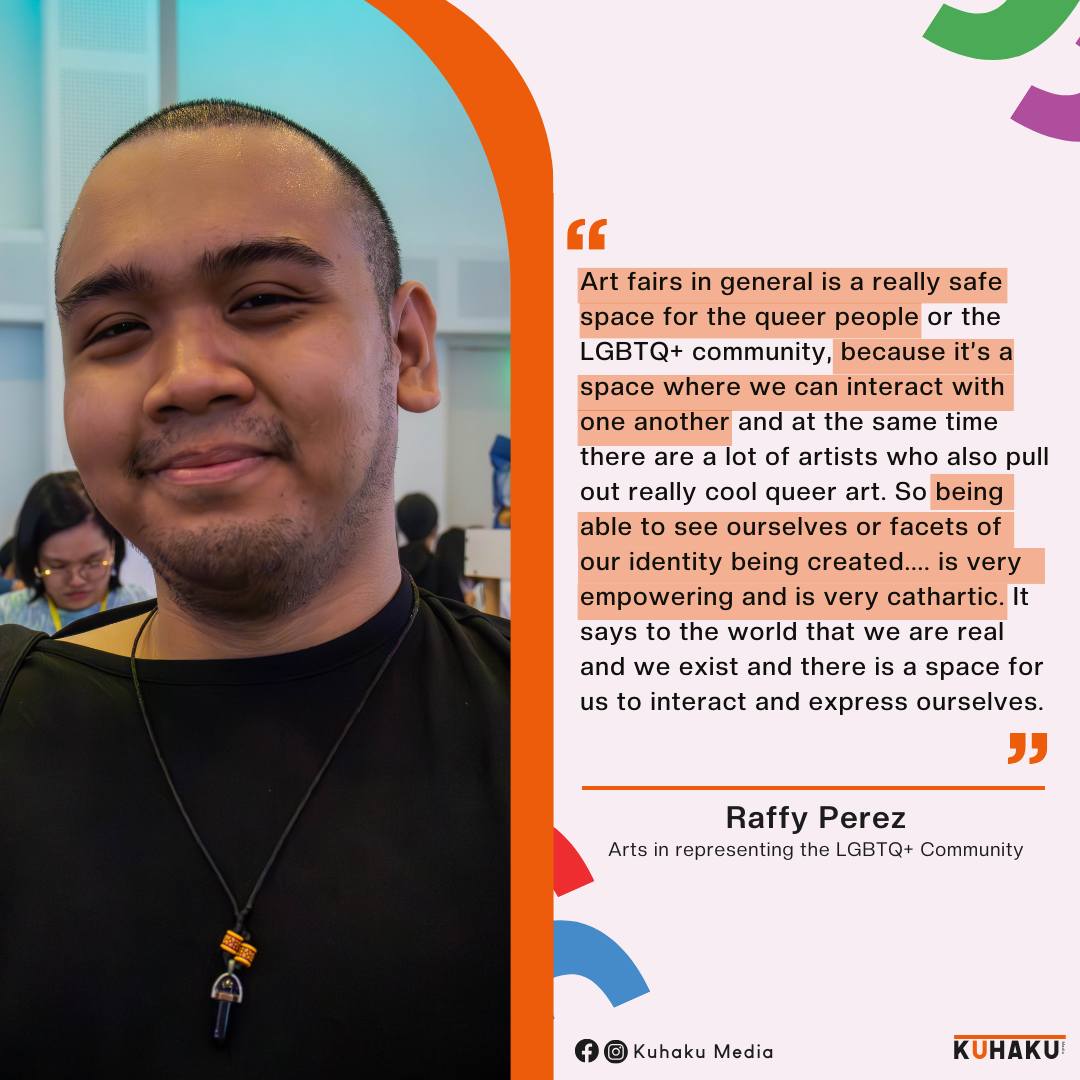 “
Art fairs in general is a really safe
space for the queer people or the
LGBTQ+ community, because it’s a
space where we can interact with
one another and at the same time
there are a lot of artists who also pull
out really cool queer art. So being
able to see ourselves or facets of
our identity being created.... is very
empowering and is very cathartic. It
says to the world that we are real
and we exist and there is a space for
us to interact and express ourselves.
”
Raffy Perez
Arts in representing the LGBTQ+ Community
Kuhaku Media
KUHAKU